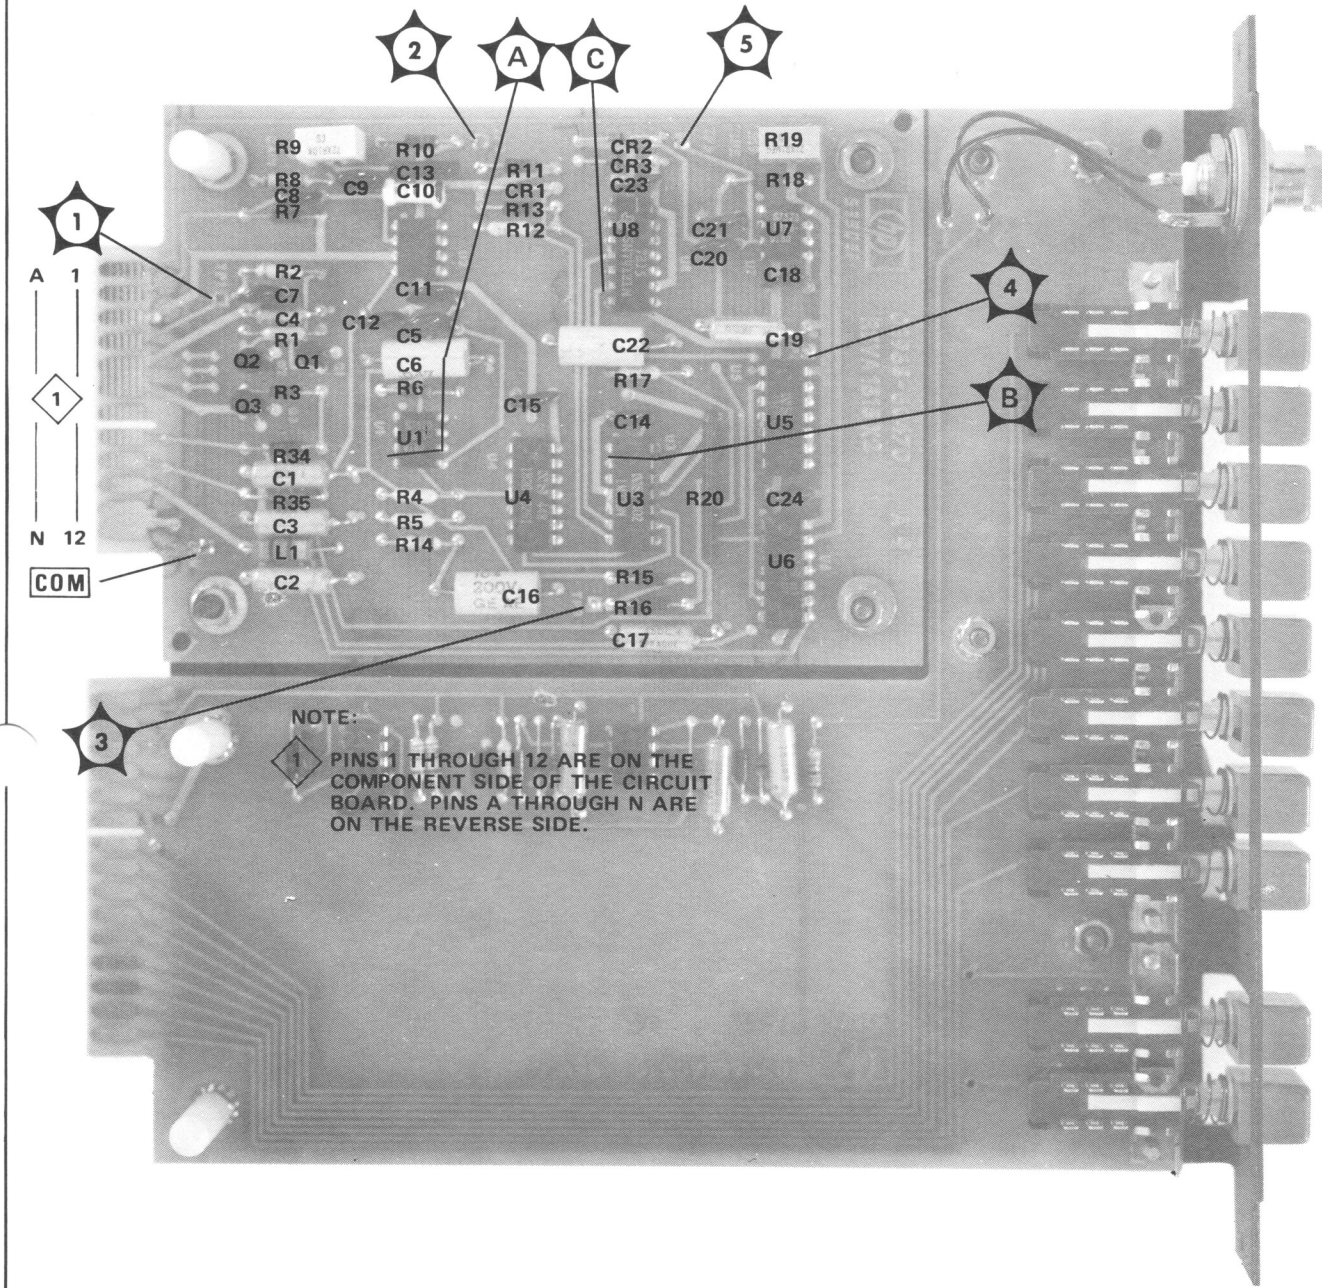 2
A
C
5
R9
R10
CR2
R19
R11
CR3
R8
C13
C9
C10
CR1
C23
R18
C8
R7
R13
R12
U8
C21
U7
1
A 1
R2
C20
C18
4
C7
C11
C4
C12
R1
C5
C22
C19
Q2
Q1
C6
R17
1
R3
R6
B
Q3
C15
C14
U5
U1
R34
C1
R4
U4
U3
R20
C24
R35
R5
C3
N 12
R14
L1
U6
COM
C2
200V
C16
R15
R16
C17
3
NOTE:
1 PINS 1 THROUGH 12 ARE ON THE
COMPONENT SIDE OF THE CIRCUIT
BOARD. PINS A THROUGH N ARE
ON THE REVERSE SIDE.